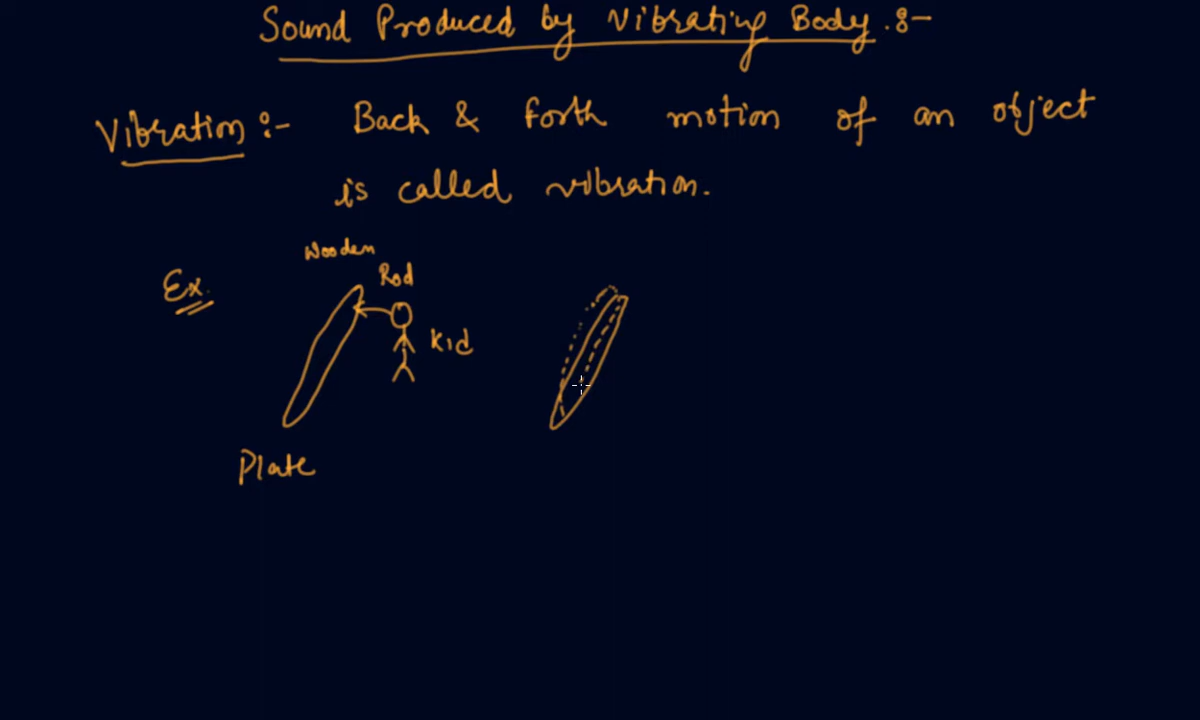 Sound Produced by Vibrating Body :-
Vibration :- Back & forth motion of an object
is called vibration.
Ex.
Wooden
Rod
Kid
Plate